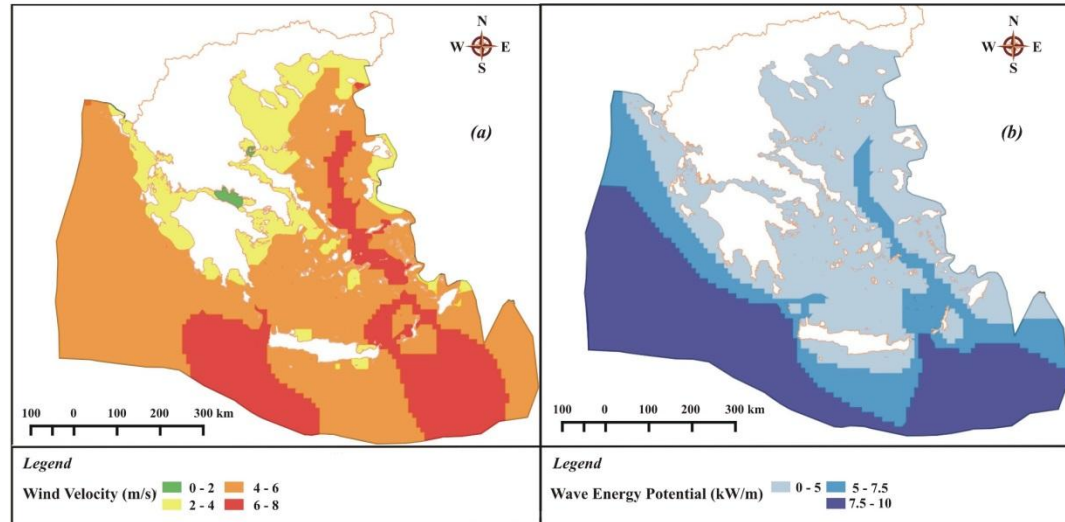 N
W E
S
(a)
100 0 100 200 300 km
Legend
Wind Velocity (m/s) 0 - 2 4 - 6
2 - 4 6 - 8
N
W E
S
(b)
100 0 100 200 300 km
Legend
Wave Energy Potential (kW/m) 0 - 5 5 - 7.5
7.5 - 10